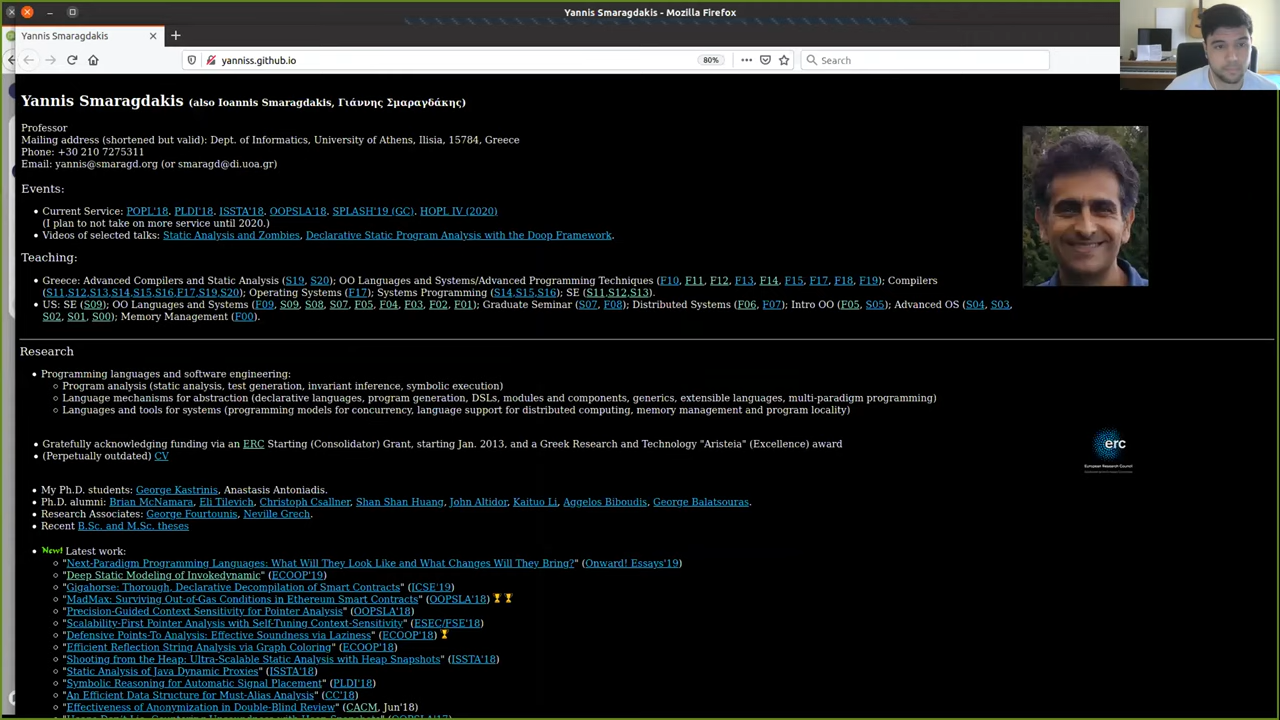 Yannis Smaragdakis - Mozilla Firefox
Yannis Smaragdakis
yanniss.github.io
80%
Search
Yannis Smaragdakis (also Ioannis Smaragdakis, Γιάννης Σμαραγδάκης)
Professor
Mailing address (shortened but valid): Dept. of Informatics, University of Athens, Ilisia, 15784, Greece
Phone: +30 210 7275311
Email: yannis@smaragd.org (or smaragd@di.uoa.gr)
Events:
Current Service: POPL'18, PLDI'18, ISSTA'18, OOPSLA'18, SPLASH'19 (GC), HOPL IV (2020)
(I plan to not take on more service until 2020.)
Videos of selected talks: Static Analysis and Zombies, Declarative Static Program Analysis with the Doop Framework.
Teaching:
Greece: Advanced Compilers and Static Analysis (S19, S20); OO Languages and Systems/Advanced Programming Techniques (F10, F11, F12, F13, F14, F15, F17, F18, F19); Compilers
(S11,S12,S13,S14,S15,S16,F17,S19,S20); Operating Systems (F17); Systems Programming (S14,S15,S16); SE (S11,S12,S13).
US: SE (S09); OO Languages and Systems (F09, S09, S08, S07, F05, F04, F03, F02, F01); Graduate Seminar (S07, F08); Distributed Systems (F06, F07); Intro OO (F05, S05); Advanced OS (S04, S03,
S02, S01, S00); Memory Management (F00).
Research
Programming languages and software engineering:
Program analysis (static analysis, test generation, invariant inference, symbolic execution)
Language mechanisms for abstraction (declarative languages, program generation, DSLs, modules and components, generics, extensible languages, multi-paradigm programming)
Languages and tools for systems (programming models for concurrency, language support for distributed computing, memory management and program locality)
Gratefully acknowledging funding via an ERC Starting (Consolidator) Grant, starting Jan. 2013, and a Greek Research and Technology "Aristeia" (Excellence) award
erc
European Research Council
(Perpetually outdated) CV
My Ph.D. students: George Kastrinis, Anastasis Antoniadis.
Ph.D. alumni: Brian McNamara, Eli Tilevich, Christoph Csallner, Shan Shan Huang, John Altidor, Kaituo Li, Aggelos Biboudis, George Balatsouras.
Research Associates: George Fourtounis, Neville Grech.
Recent B.Sc. and M.Sc. theses
New! Latest work:
"Next-Paradigm Programming Languages: What Will They Look Like and What Changes Will They Bring?" (Onward! Essays'19)
"Deep Static Modeling of Invokedynamic" (ECOOP'19)
"Gigahorse: Thorough, Declarative Decompilation of Smart Contracts" (ICSE'19)
"MadMax: Surviving Out-of-Gas Conditions in Ethereum Smart Contracts" (OOPSLA'18)
"Precision-Guided Context Sensitivity for Pointer Analysis" (OOPSLA'18)
"Scalability-First Pointer Analysis with Self-Tuning Context-Sensitivity" (ESEC/FSE'18)
"Defensive Points-To Analysis: Effective Soundness via Laziness" (ECOOP'18)
"Efficient Reflection String Analysis via Graph Coloring" (ECOOP'18)
"Shooting from the Heap: Ultra-Scalable Static Analysis with Heap Snapshots" (ISSTA'18)
"Static Analysis of Java Dynamic Proxies" (ISSTA'18)
"Symbolic Reasoning for Automatic Signal Placement" (PLDI'18)
"An Efficient Data Structure for Must-Alias Analysis" (CC'18)
"Effectiveness of Anonymization in Double-Blind Review" (CACM, Jun'18)
"Heaps Don't Lie: Countering Unsoundness with Heap Snapshots" (OOPSLA'17)